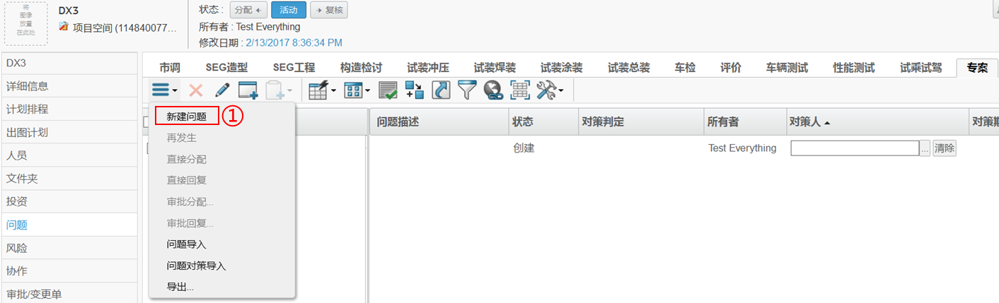 将
图像
放置
在此处
DX3
项目空间 (114840077...
状态 : 分配 活动 复核
所有者 : Test Everything
修改日期 : 2/13/2017 8:36:34 PM
DX3
详细信息
计划排程
出图计划
人员
文件夹
投资
问题
风险
协作
审批/变更单
市调 SEG造型 SEG工程 构造检讨 试装冲压 试装焊装 试装涂装 试装总装 车检 评价 车辆测试 性能测试 试乘试驾 专案
新建问题 ①
再发生
直接分配
直接回复
审批分配...
审批回复...
问题导入
问题对策导入
导出...
问题描述 状态 对策判定 所有者 对策人 对策期
创建 Test Everything ... 清除